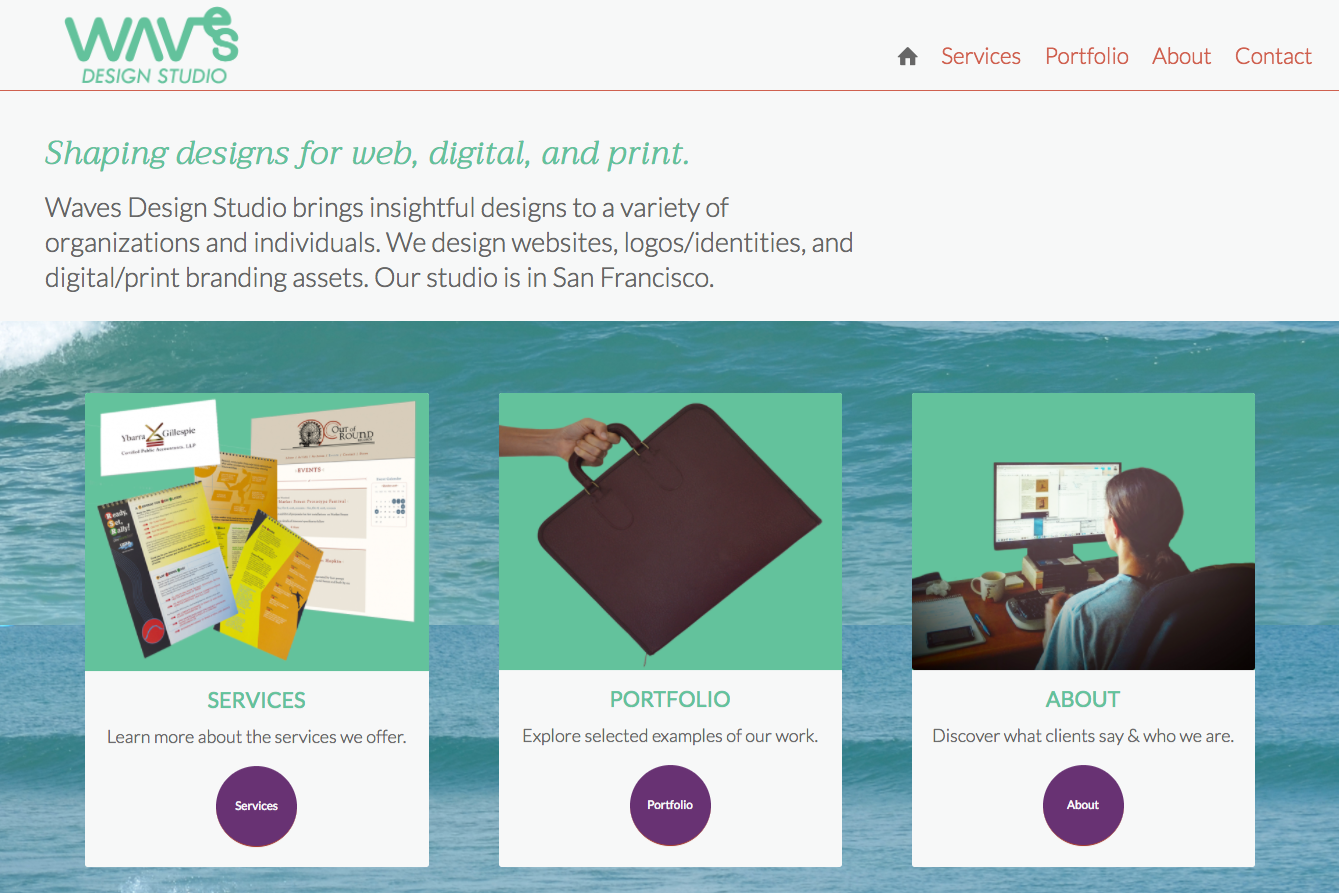 WAVeS
DESIGN STUDIO
Services Portfolio About Contact
Shaping designs for web, digital, and print.
Waves Design Studio brings insightful designs to a variety of
organizations and individuals. We design websites, logos/identities, and
digital/print branding assets. Our studio is in San Francisco.
Ybarra Gillespie
Certified Public Accountants, LLP
Out of
ROUND
- EVENTS -
Ready,
Set,
Rally!
SERVICES
Learn more about the services we offer.
Services
PORTFOLIO
Explore selected examples of our work.
Portfolio
ABOUT
Discover what clients say & who we are.
About